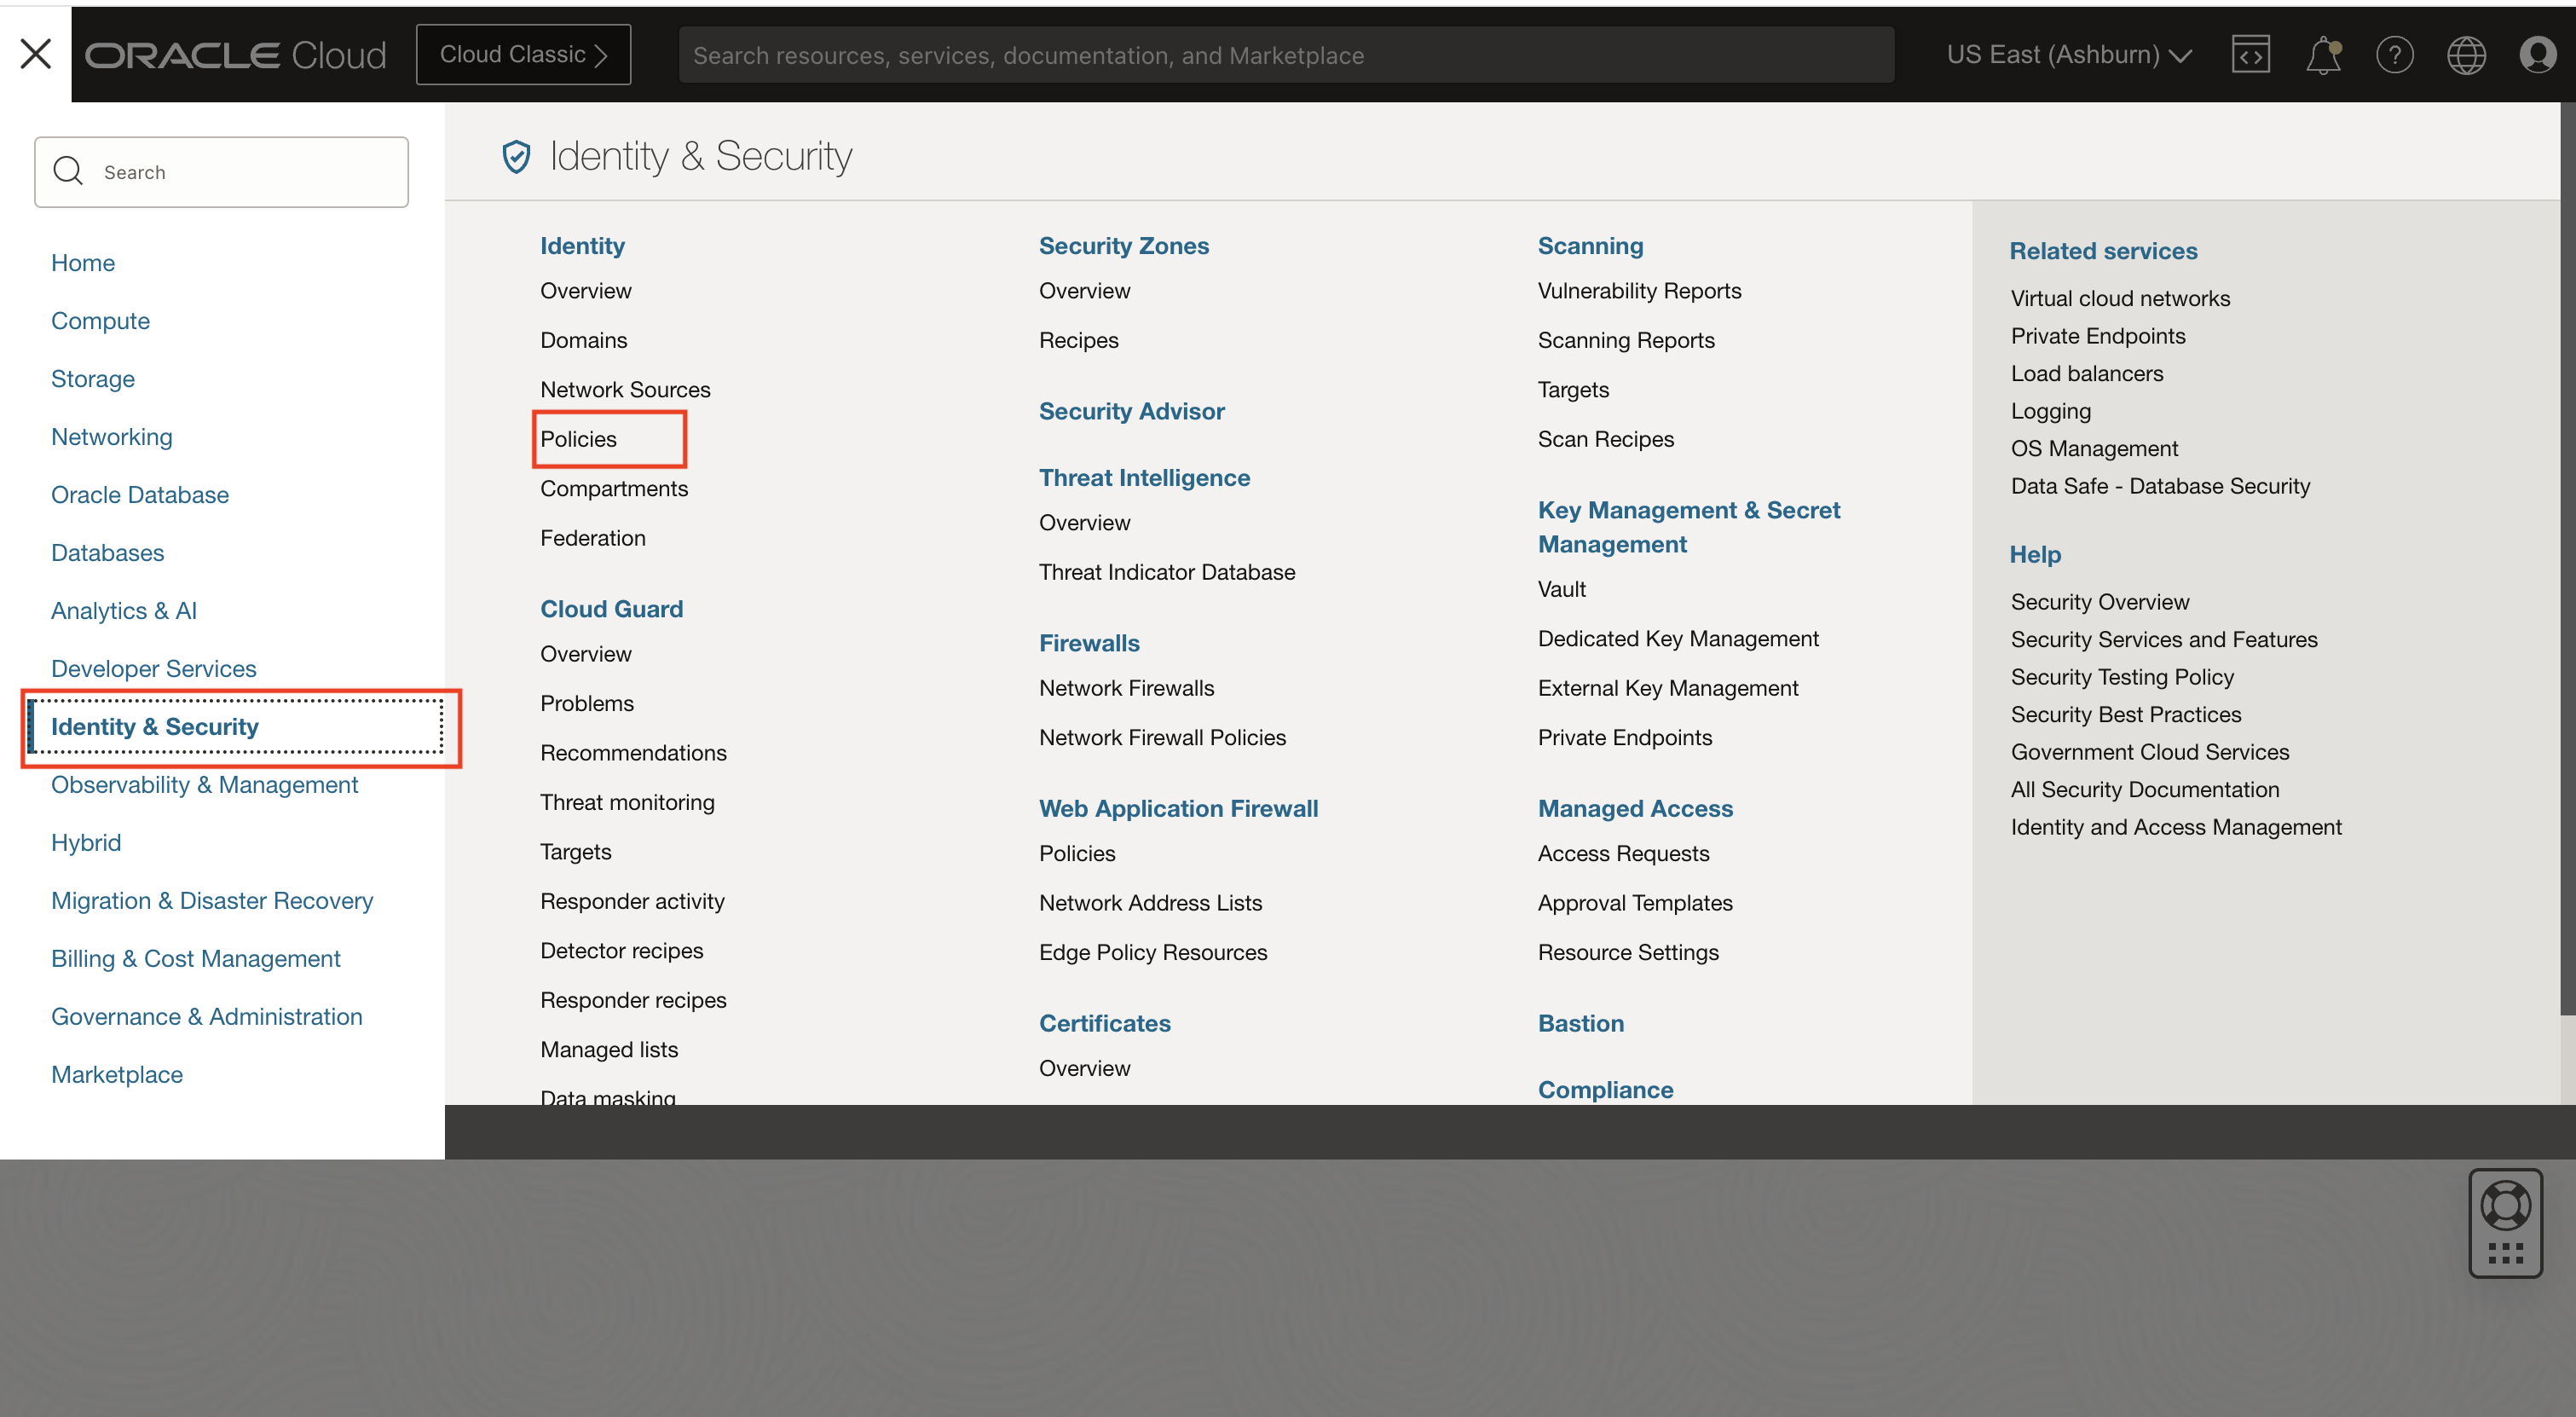 ORACLE Cloud
Cloud Classic
Search resources, services, documentation, and Marketplace
US East (Ashburn)
Search
Home
Compute
Storage
Networking
Oracle Database
Databases
Analytics & AI
Developer Services
Identity & Security
Observability & Management
Hybrid
Migration & Disaster Recovery
Billing & Cost Management
Governance & Administration
Marketplace
Identity & Security
Identity
Overview
Domains
Network Sources
Policies
Compartments
Federation
Cloud Guard
Overview
Problems
Recommendations
Threat monitoring
Targets
Responder activity
Detector recipes
Responder recipes
Managed lists
Data masking
Security Zones
Overview
Recipes
Security Advisor
Threat Intelligence
Overview
Threat Indicator Database
Firewalls
Network Firewalls
Network Firewall Policies
Web Application Firewall
Policies
Network Address Lists
Edge Policy Resources
Certificates
Overview
Scanning
Vulnerability Reports
Scanning Reports
Targets
Scan Recipes
Key Management & Secret
Management
Vault
Dedicated Key Management
External Key Management
Private Endpoints
Managed Access
Access Requests
Approval Templates
Resource Settings
Bastion
Compliance
Related services
Virtual cloud networks
Private Endpoints
Load balancers
Logging
OS Management
Data Safe - Database Security
Help
Security Overview
Security Services and Features
Security Testing Policy
Security Best Practices
Government Cloud Services
All Security Documentation
Identity and Access Management